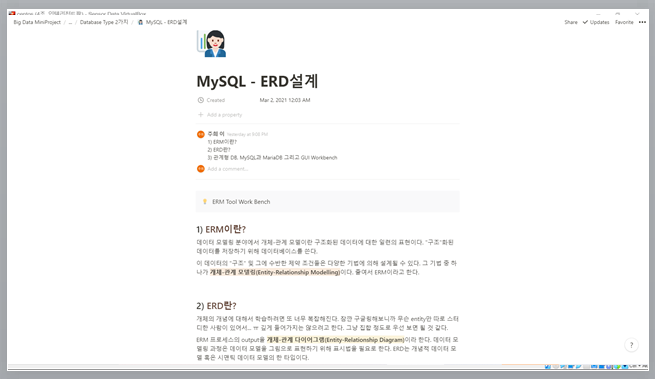 Big Data MiniProject / ... / Database Type 2가지 / MySQL - ERD설계
Share Updates Favorite
MySQL - ERD설계
Created Mar 2, 2021 12:03 AM
Add a property
주희 이 Yesterday at 9:08 PM
1) ERM이란?
2) ERD란?
3) 관계형 DB, MySQL과 MariaDB 그리고 GUI Workbench
Add a comment...
ERM Tool Work Bench
1) ERM이란?
데이터 모델링 분야에서 개체-관계 모델이란 구조화된 데이터에 대한 일련의 표현이다. "구조"화된
데이터를 저장하기 위해 데이터베이스를 쓴다.
이 데이터의 "구조" 및 그에 수반한 제약 조건들은 다양한 기법에 의해 설계될 수 있다. 그 기법 중 하
나가 개체-관계 모델링(Entity-Relationship Modelling)이다. 줄여서 ERM이라고 한다.
2) ERD란?
개체의 개념에 대해서 학습하려면 또 너무 복잡해진다. 잠깐 구글링해보니까 무슨 entity만 따로 스터
디한 사람이 있어서... ㅠ 깊게 들어가지는 않으려고 한다. 그냥 집합 정도로 우선 보면 될 것 같다.
ERM 프로세스의 output을 개체-관계 다이어그램(Entity-Relationship Diagram)이라 한다. 데이터 모
델링 과정은 데이터 모델을 그림으로 표현하기 위해 표시법을 필요로 한다. ERD는 개념적 데이터 모
델 혹은 시맨틱 데이터 모델의 한 타입이다.
?